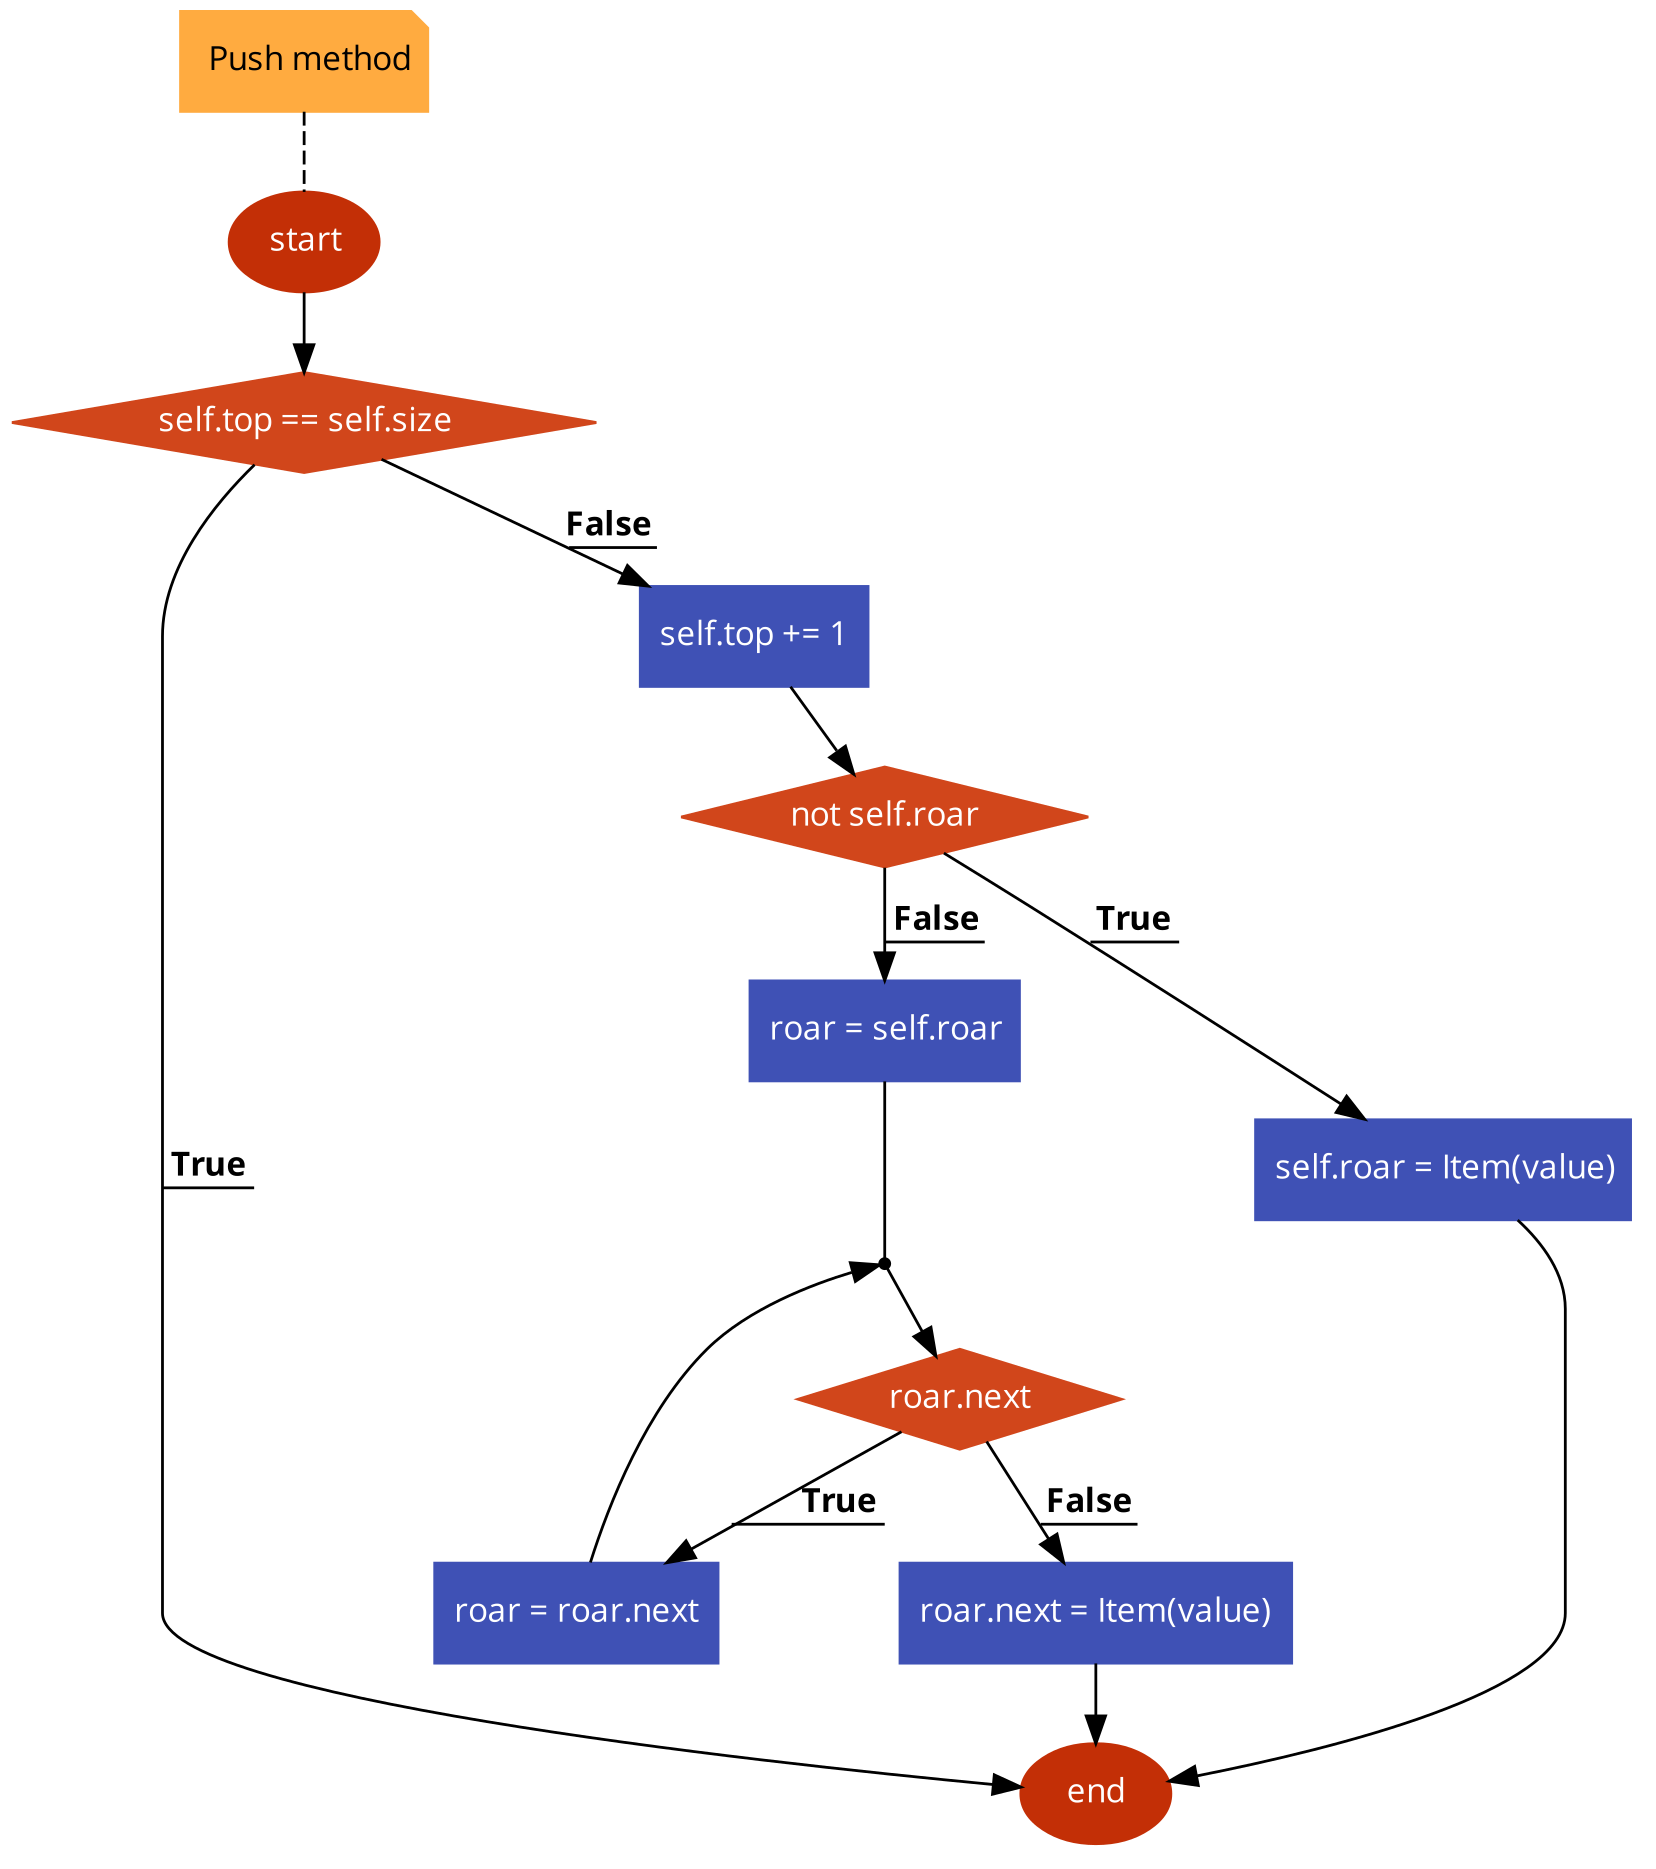 Push method
start
self.top == self.size
False
self.top += 1
not self.roar
False
True
roar = self.roar
True
self.roar = Item(value)
roar.next
True
False
roar = roar.next
roar.next = Item(value)
end